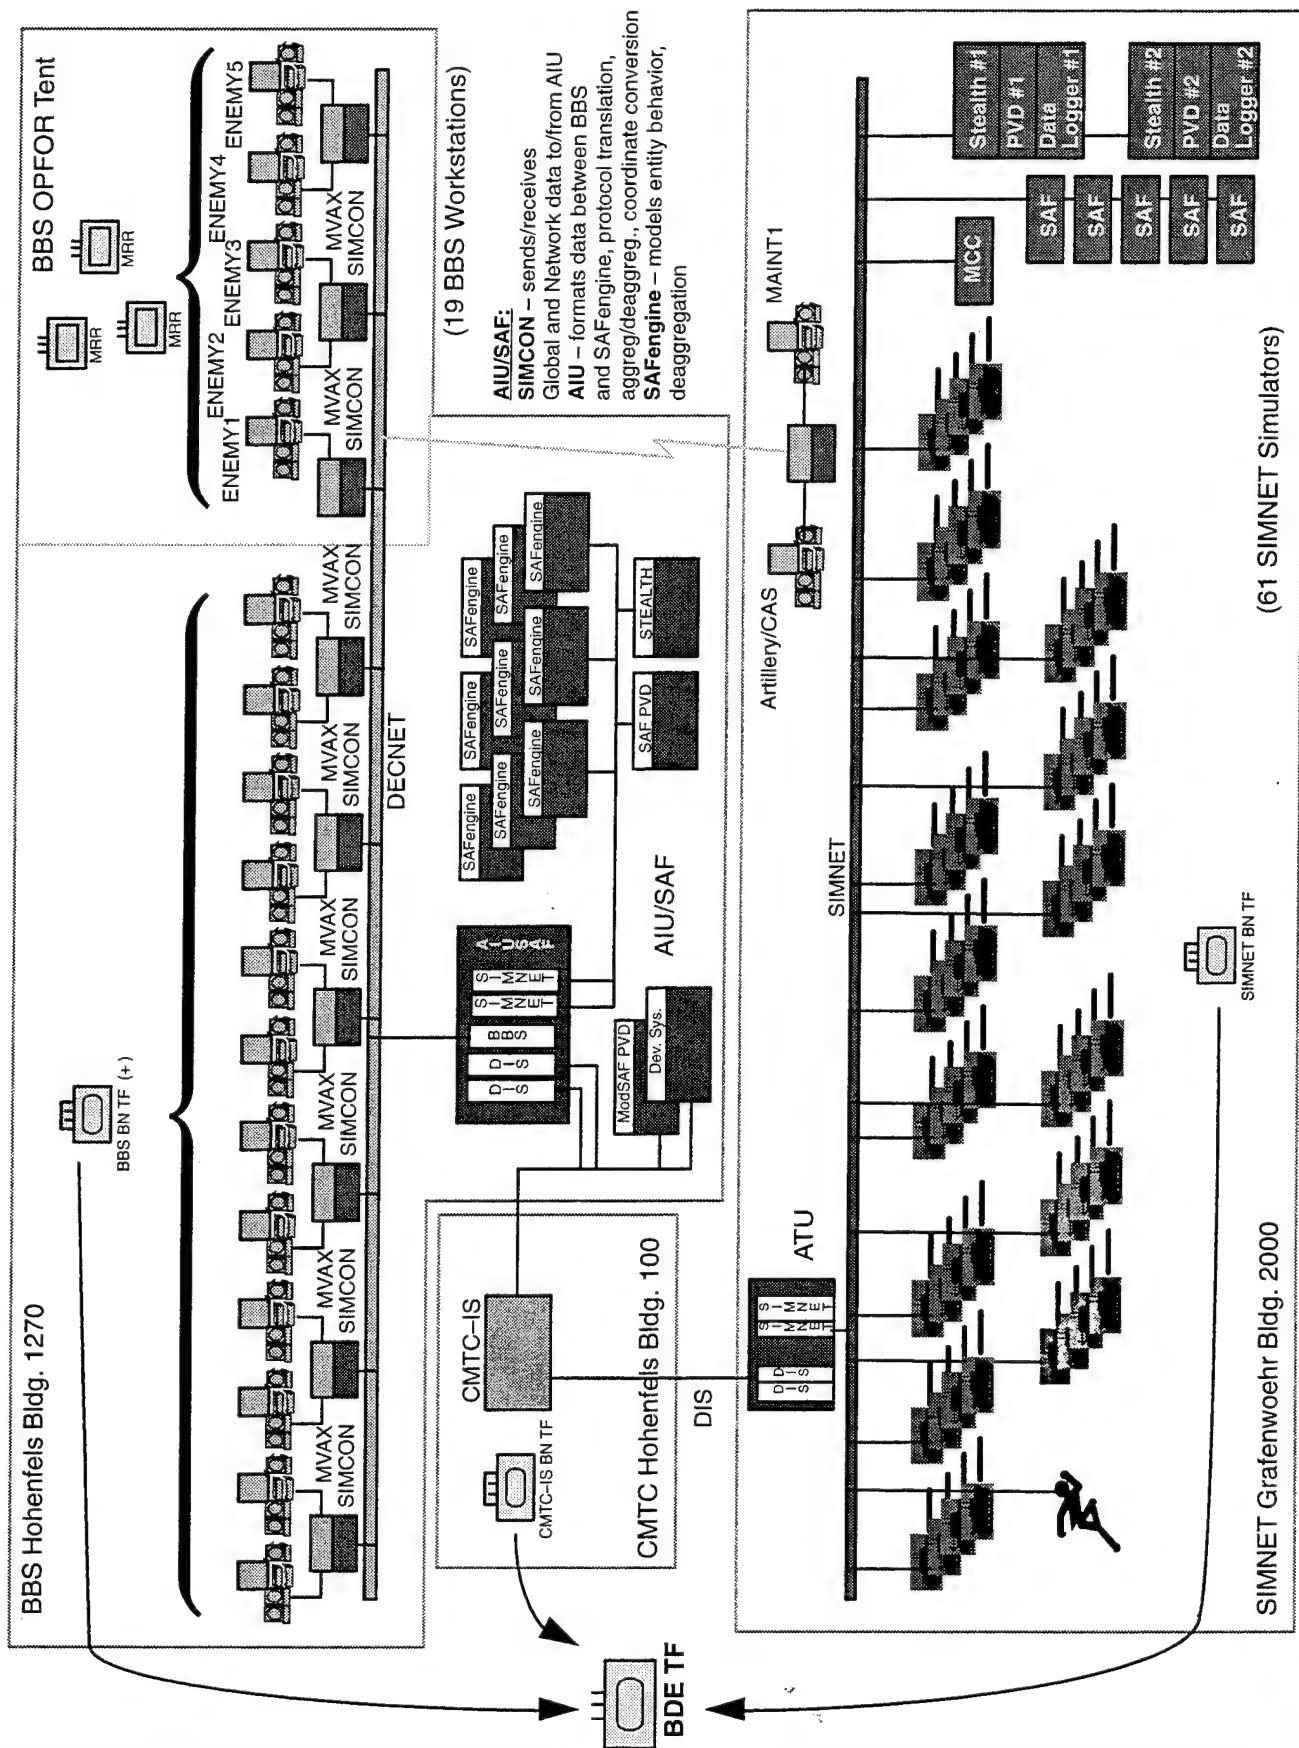 BBS Hohenfels Bldg. 1270
BBS BN TF (+)
BBS OPFOR Tent
MRR
MRR
MRR
ENEMY1
ENEMY2
ENEMY3
ENEMY4
ENEMY5
MVAX
SIMCON
MVAX
SIMCON
MVAX
SIMCON
MVAX
SIMCON
MVAX
SIMCON
MVAX
SIMCON
MVAX
SIMCON
MVAX
SIMCON
DECNET
(19 BBS Workstations)
AIU/SAF:
SIMCON – sends/receives
Global and Network data to/from AIU
AIU – formats data between BBS
and SAFengine, protocol translation,
aggreg/deaggreg., coordinate conversion
SAFengine – models entity behavior,
deaggregation
SAFengine
SAFengine
SAFengine
SAFengine
SAFengine
SAFengine
SAFengine
SAFengine
SAFengine
SAF PVD
STEALTH
DIS
DIS
BBS
SIMNET
SIMNET
AIU/SAF
ModSAF PVD
Dev. Sys.
AIU/SAF
CMTC–IS
CMTC–IS BN TF
CMTC Hohenfels Bldg. 100
BDE TF
DIS
DIS
DIS
SIMNET
SIMNET
ATU
SIMNET
Artillery/CAS
MAINT1
MCC
SAF
SAF
SAF
SAF
SAF
Stealth #1
PVD #1
Data
Logger #1
Stealth #2
PVD #2
Data
Logger #2
SIMNET BN TF
SIMNET Grafenwoehr Bldg. 2000
(61 SIMNET Simulators)